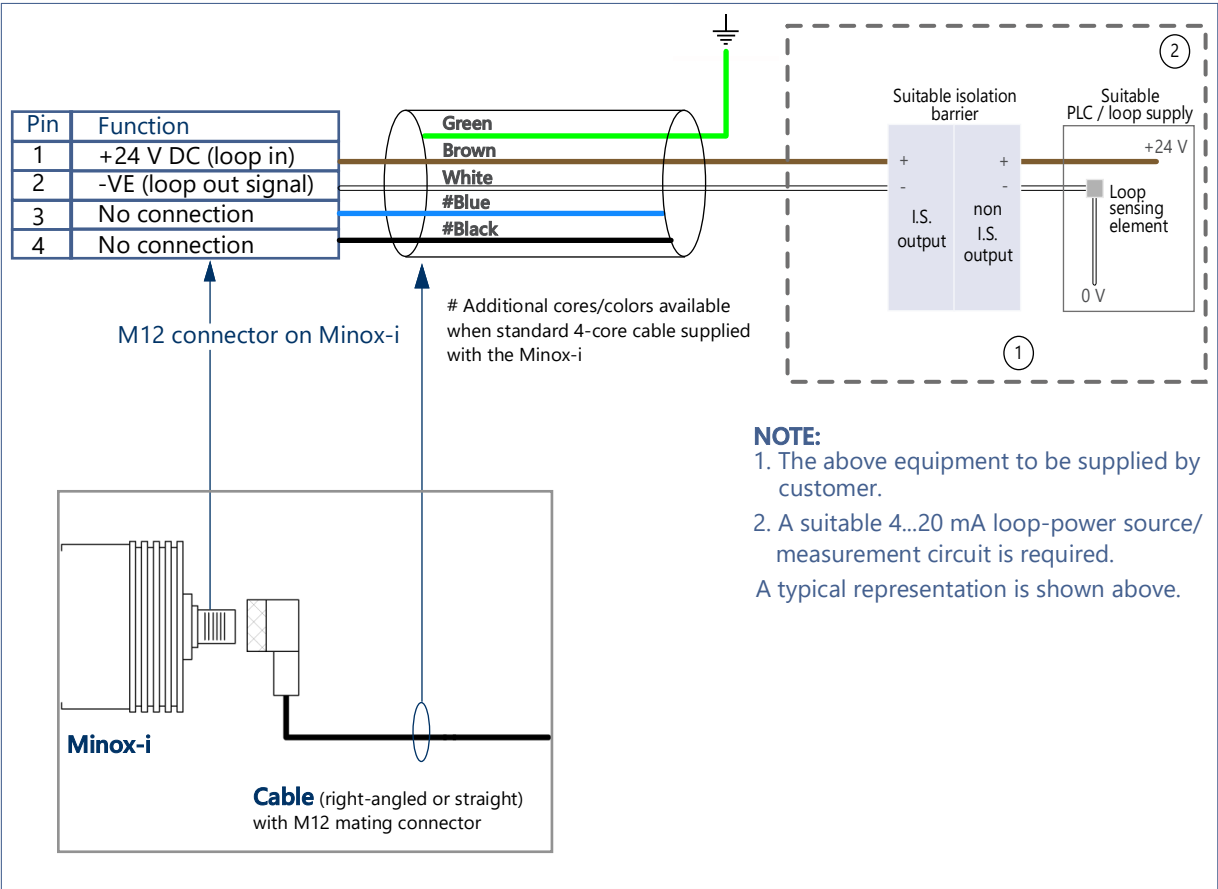 Pin Function
1 +24 V DC (loop in)
2 -VE (loop out signal)
3 No connection
4 No connection
Green
Brown
White
#Blue
#Black
M12 connector on Minox-i
# Additional cores/colors available
when standard 4-core cable supplied
with the Minox-i
2
Suitable isolation
barrier
Suitable
PLC / loop supply
+ +
- -
I.S.
output
non
I.S.
output
+24 V
Loop
sensing
element
0 V
1
NOTE:
1. The above equipment to be supplied by
customer.
2. A suitable 4...20 mA loop-power source/
measurement circuit is required.
A typical representation is shown above.
Minox-i
Cable (right-angled or straight)
with M12 mating connector